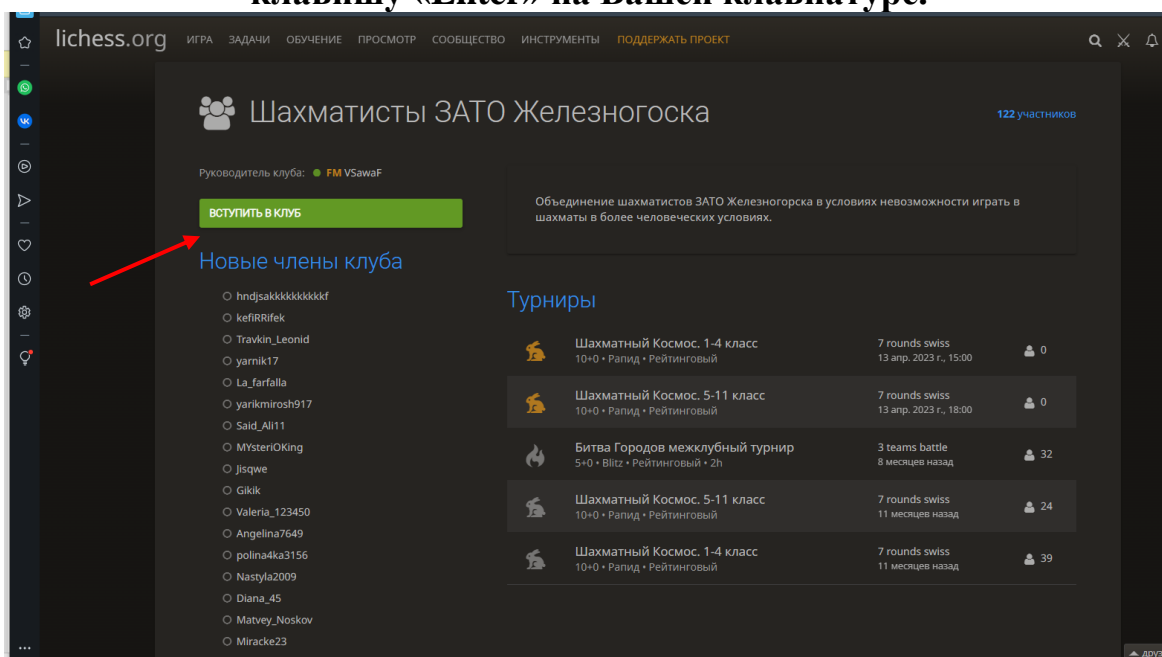 клавишу «Enter» на Вашей клавиатуре.
lichess.org ИГРА ЗАДАЧИ ОБУЧЕНИЕ ПРОСМОТР СООБЩЕСТВО ИНСТРУМЕНТЫ ПОДДЕРЖАТЬ ПРОЕКТ
Шахматисты ЗАТО Железногоска
122 участников
Руководитель клуба: FM VSawaF
ВСТУПИТЬ В КЛУБ
Объединение шахматистов ЗАТО Железногорска в условиях невозможности играть в
шахматы в более человеческих условиях.
Новые члены клуба
hndjsakkkkkkkkkf
kefiRRifek
Travkin_Leonid
yarnik17
La_farfalla
yarikmirosh917
Said_Ali11
MYsteriOKing
Jisqwe
Gikik
Valeria_123450
Angelina7649
polina4ka3156
Nastyla2009
Diana_45
Matvey_Noskov
Miracke23
Турниры
Шахматный Космос. 1-4 класс 7 rounds swiss
10+0 • Рапид • Рейтинговый 13 апр. 2023 г., 15:00 0
Шахматный Космос. 5-11 класс 7 rounds swiss
10+0 • Рапид • Рейтинговый 13 апр. 2023 г., 18:00 0
Битва Городов межклубный турнир 3 teams battle
5+0 • Blitz • Рейтинговый • 2h 8 месяцев назад 32
Шахматный Космос. 5-11 класс 7 rounds swiss
10+0 • Рапид • Рейтинговый 11 месяцев назад 24
Шахматный Космос. 1-4 класс 7 rounds swiss
10+0 • Рапид • Рейтинговый 11 месяцев назад 39